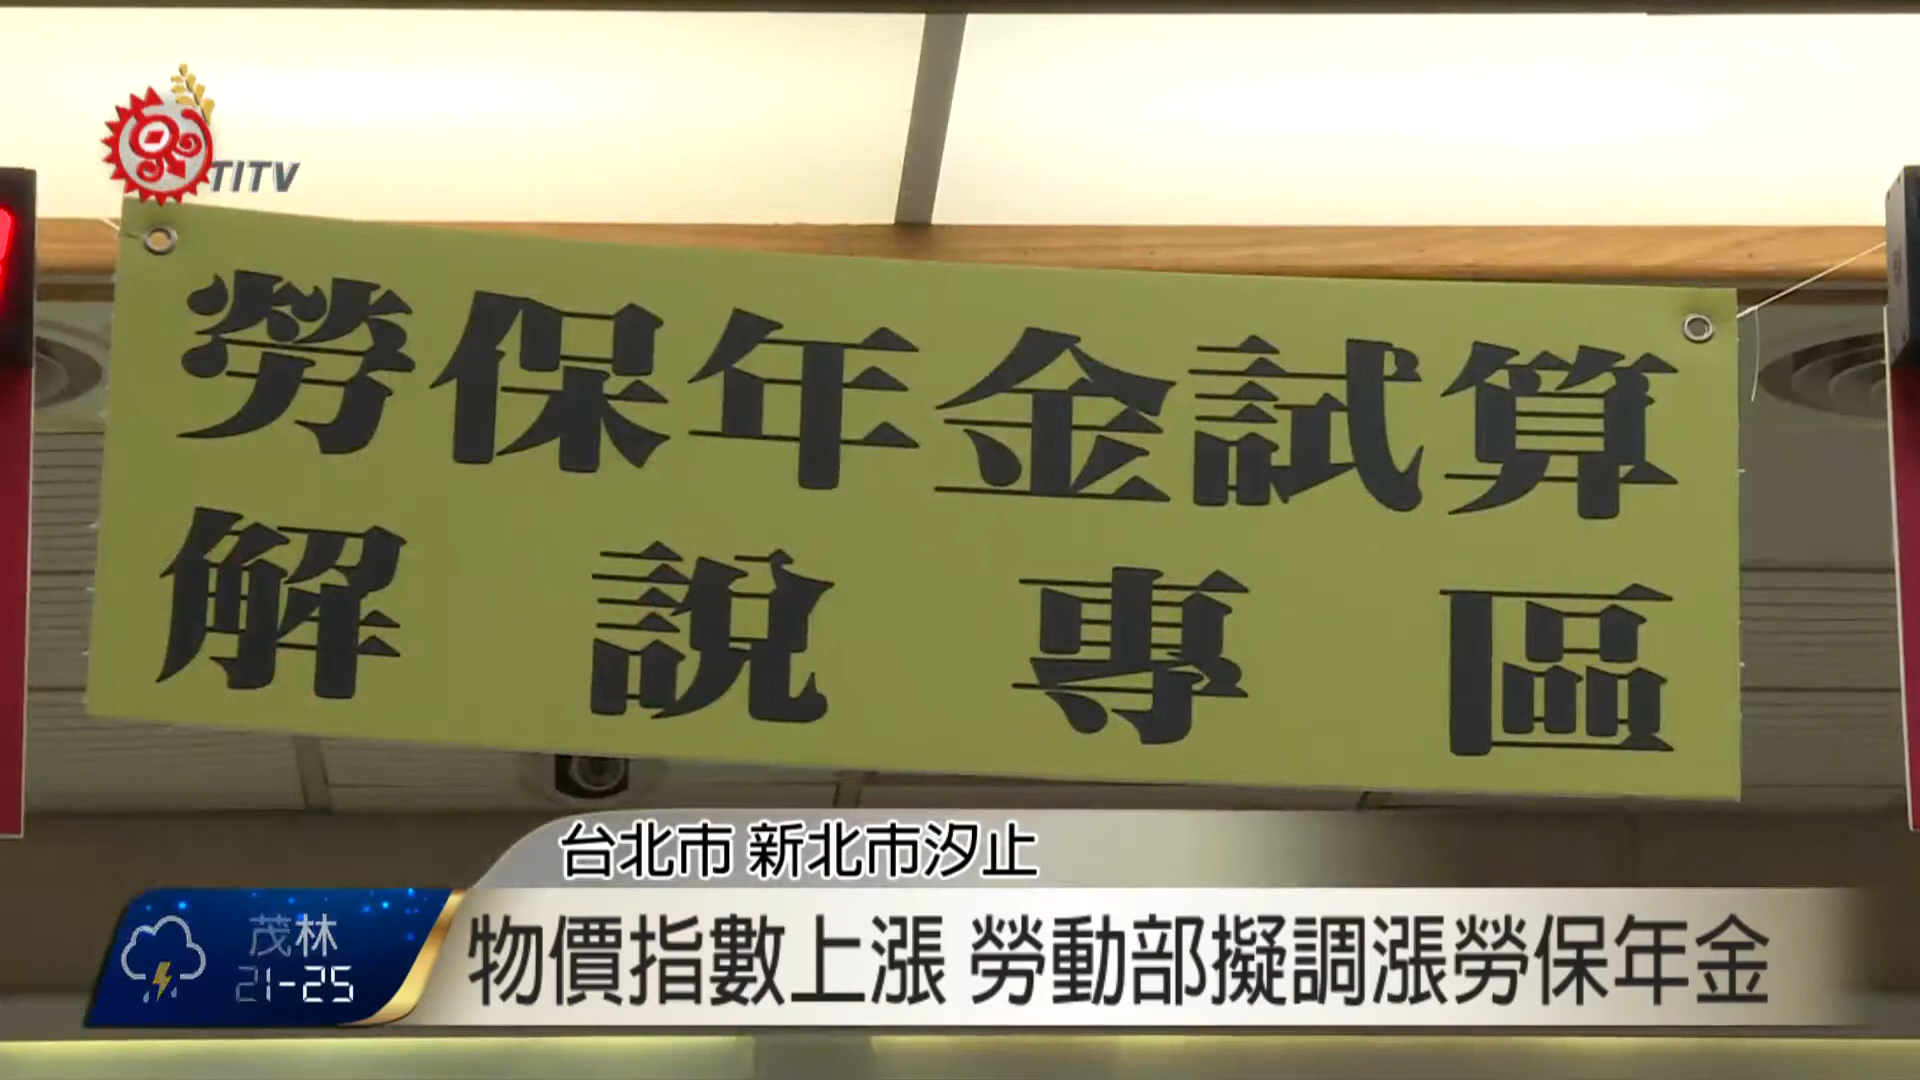 TITV
勞保年金試算
解說專區
台北市 新北市汐止
茂林
21-25
物價指數上漲 勞動部擬調漲勞保年金